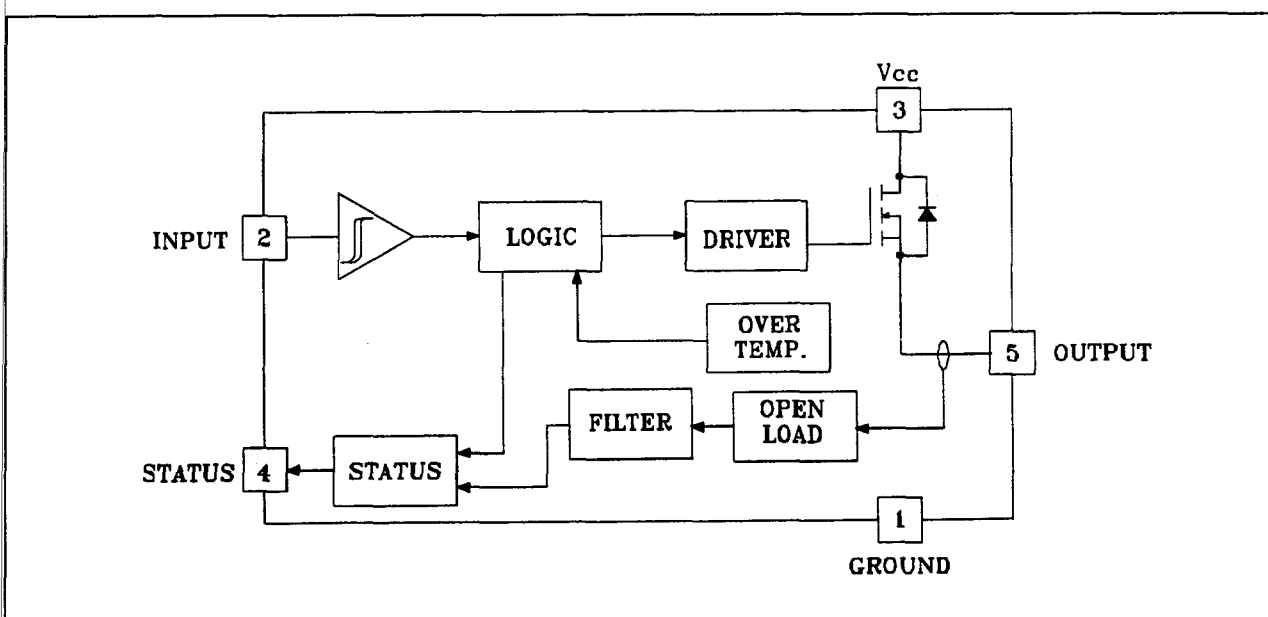 Vcc
3
INPUT 2
LOGIC
DRIVER
OVER
TEMP.
5 OUTPUT
OPEN
LOAD
FILTER
STATUS 4
STATUS
1
GROUND